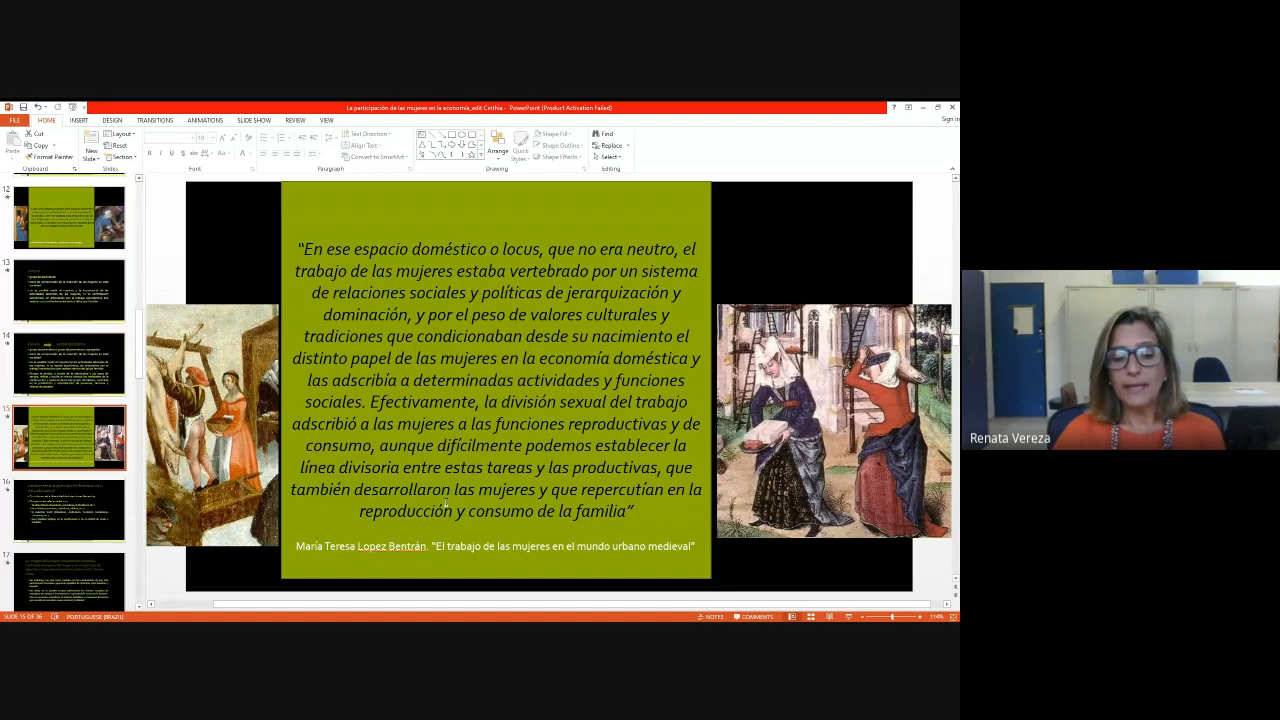 La participación de las mujeres en la economía_edit Cinthia - PowerPoint (Product Activation Failed)
FILE HOME INSERT DESIGN TRANSITIONS ANIMATIONS SLIDE SHOW REVIEW VIEW Sign in
Cut
Copy
Format Painter
Paste
Clipboard
New
Slide
Layout
Reset
Section
Slides
Font
Text Direction
Align Text
Convert to SmartArt
Paragraph
Arrange
Quick
Styles
Shape Fill
Shape Outline
Shape Effects
Drawing
Find
Replace
Select
Editing
12
13
14
15
16
17
“En ese espacio doméstico o locus, que no era neutro, el
trabajo de las mujeres estaba vertebrado por un sistema
de relaciones sociales y políticas de jerarquización y
dominación, y por el peso de valores culturales y
tradiciones que condicionan desde su nacimiento el
distinto papel de las mujeres en la economía doméstica y
las adscribía a determinadas actividades y funciones
sociales. Efectivamente, la división sexual del trabajo
adscribió a las mujeres a las funciones reproductivas y de
consumo, aunque difícilmente podemos establecer la
línea divisoria entre estas tareas y las productivas, que
también desarrollaron las mujeres y que repercutían en la
reproducción y consumo de la familia”
María Teresa Lopez Bentrán. “El trabajo de las mujeres en el mundo urbano medieval”
Renata Vereza
SLIDE 15 OF 36 PORTUGUESE (BRAZIL) NOTES COMMENTS 114%